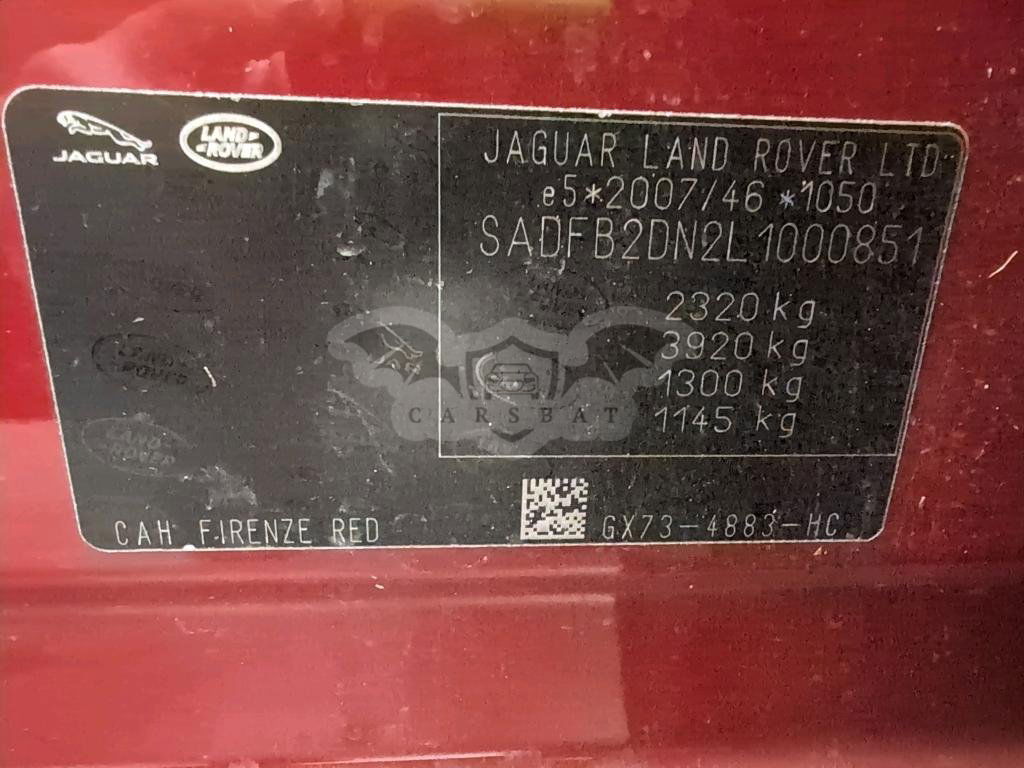 JAGUAR
LAND ROVER
JAGUAR LAND ROVER LTD
e5*2007/46 *1050
SADFB2DN2L1000851
2320 kg
3920 kg
1300 kg
1145 kg
CARSBAT
CAH FIRENZE RED
GX73-4883-HC